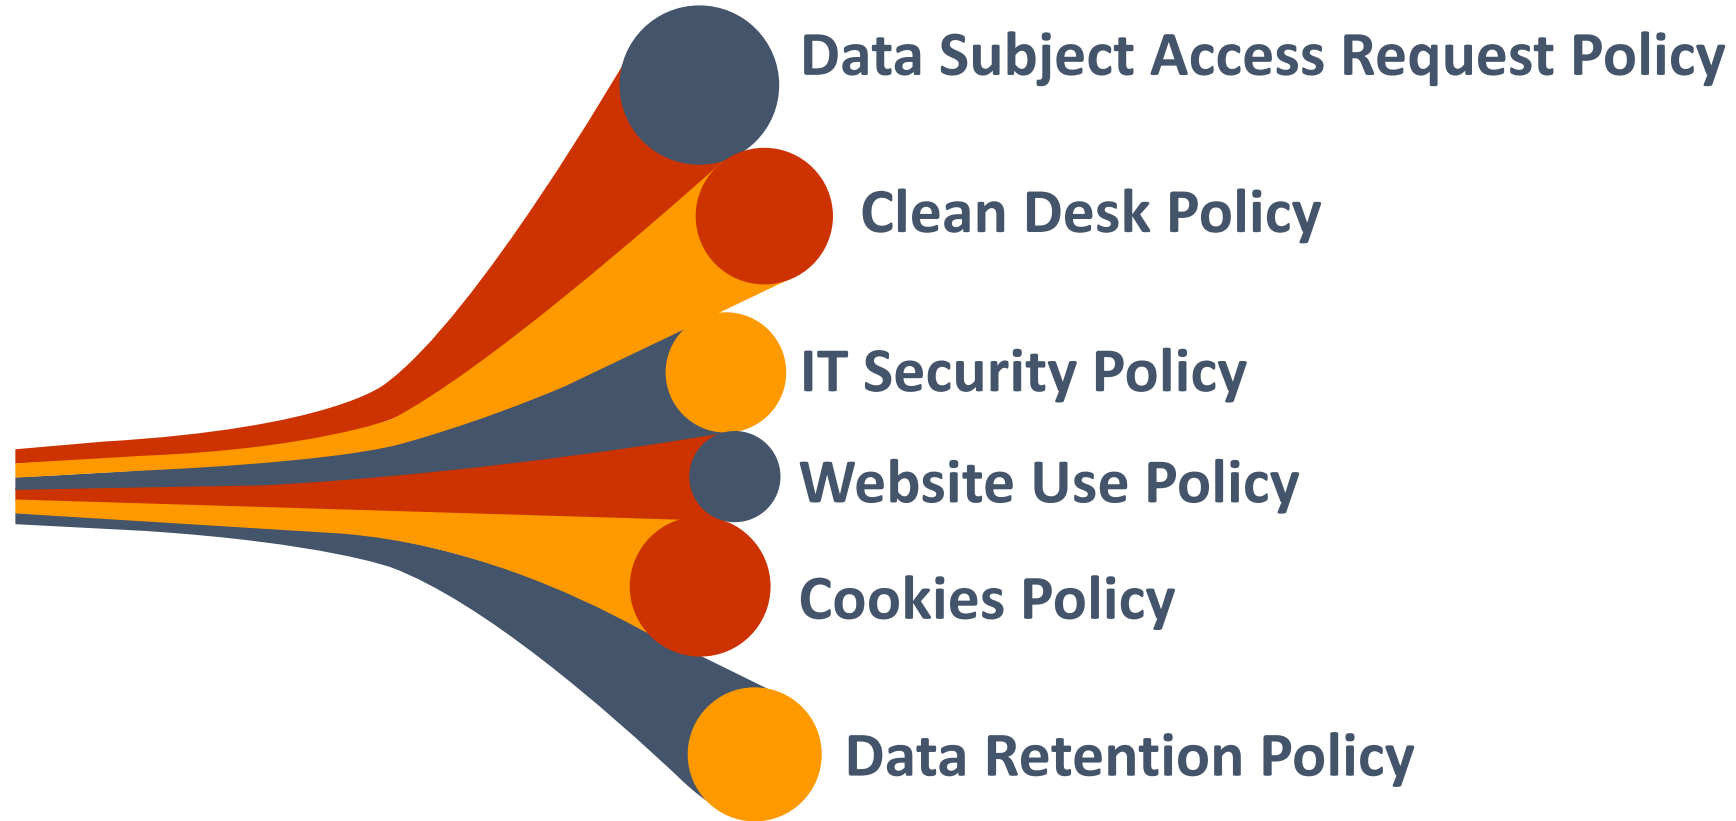 Data Subject Access Request Policy
Clean Desk Policy
IT Security Policy
Website Use Policy
Cookies Policy
Data Retention Policy